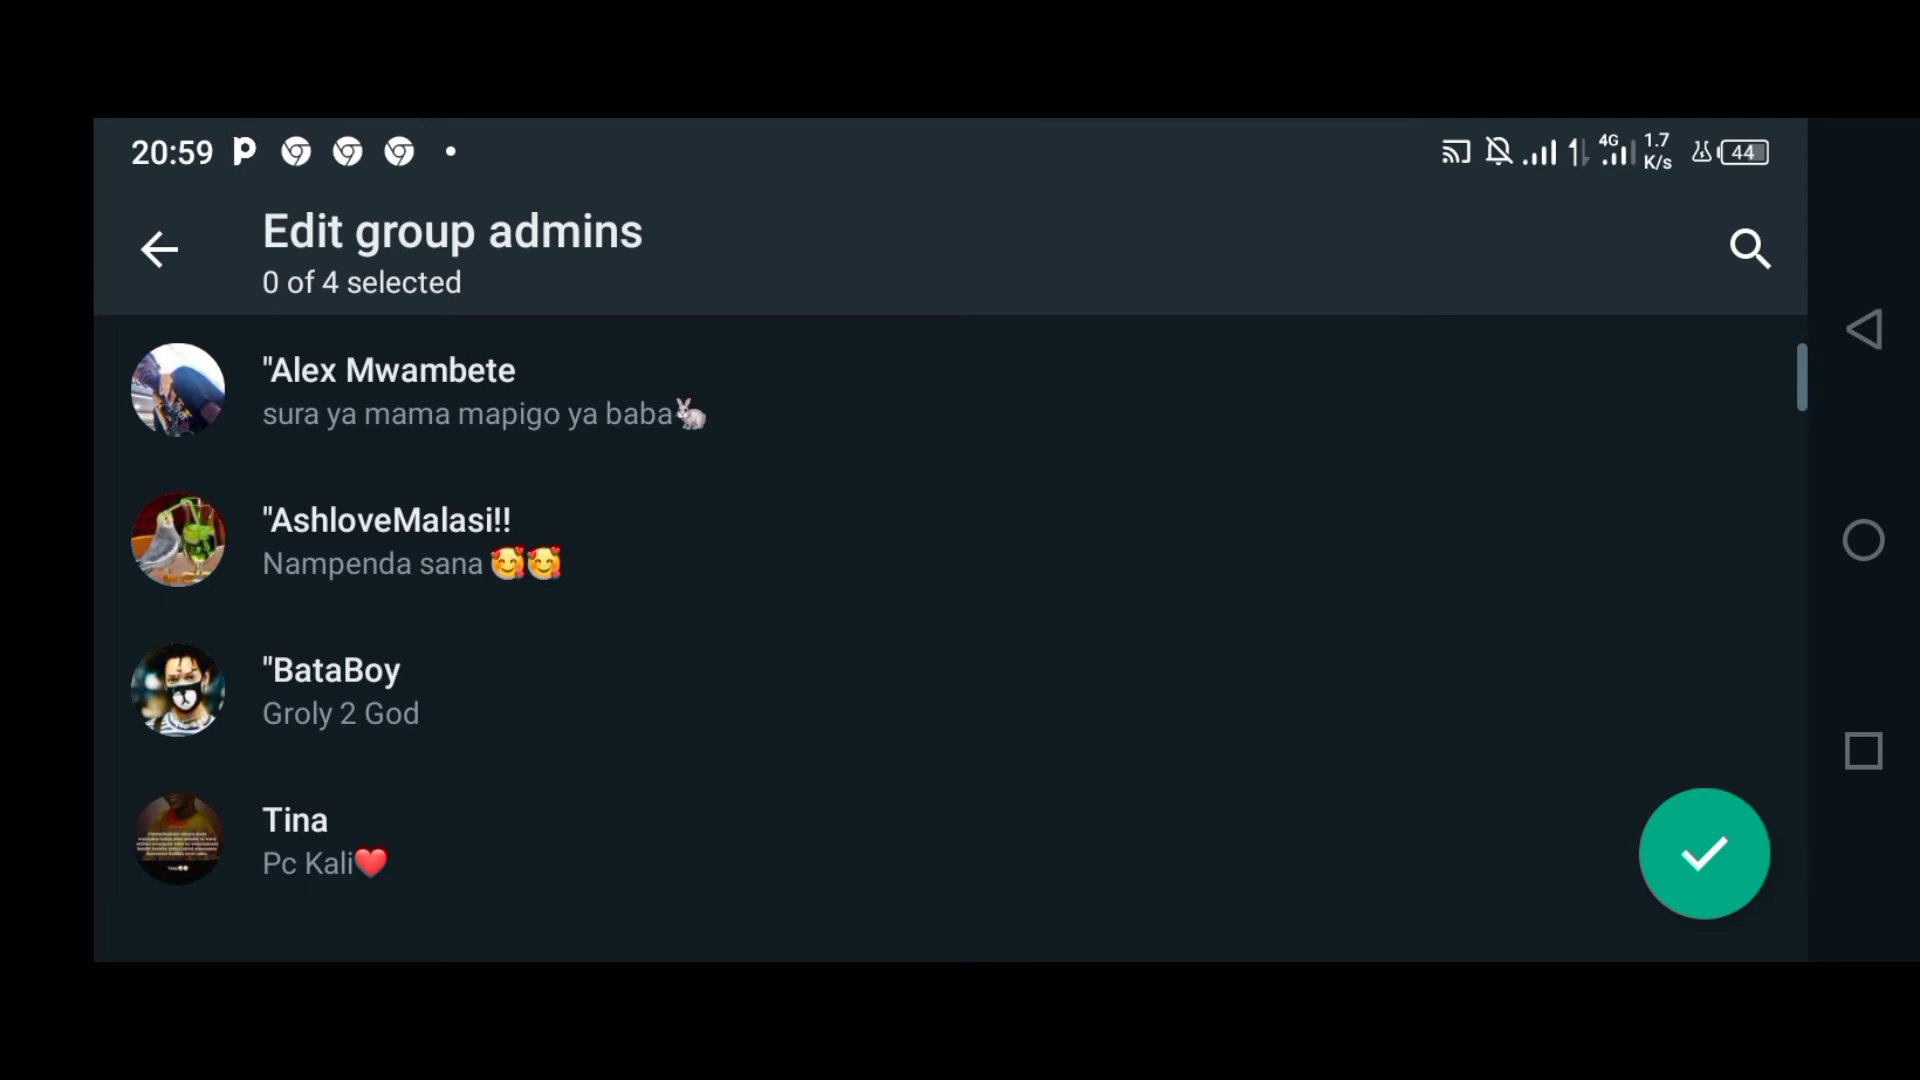 20:59
4G 1.7 K/s 44
Edit group admins
0 of 4 selected
"Alex Mwambete
sura ya mama mapigo ya baba🐇
"AshloveMalasi!!
Nampenda sana 🥰🥰
"BataBoy
Groly 2 God
Tina
Pc Kali❤️